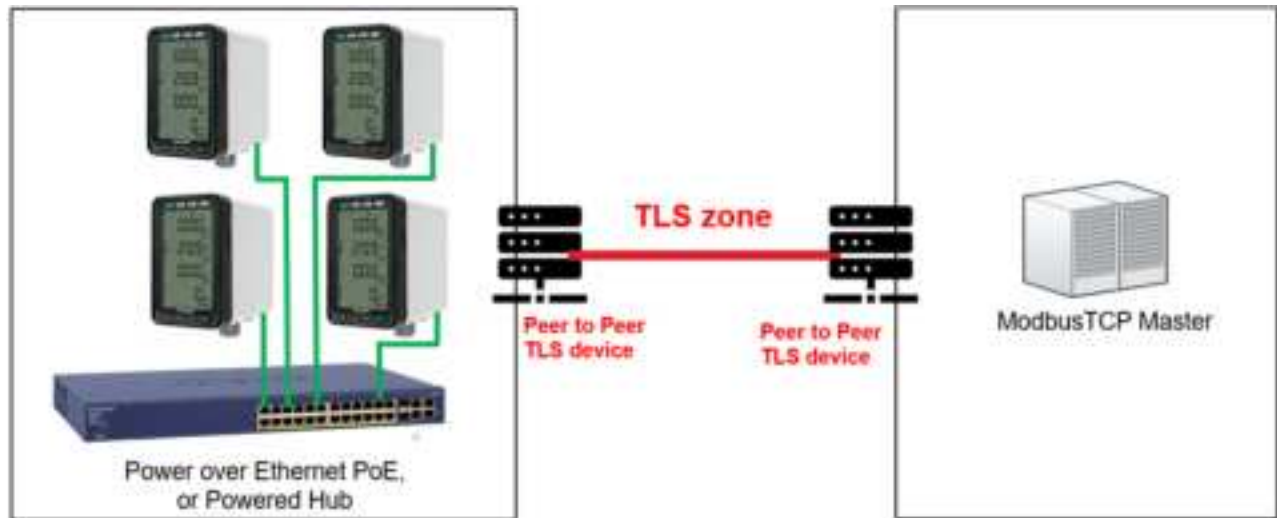 TLS zone
Peer to Peer
TLS device
Peer to Peer
TLS device
ModbusTCP Master
Power over Ethernet PoE,
or Powered Hub